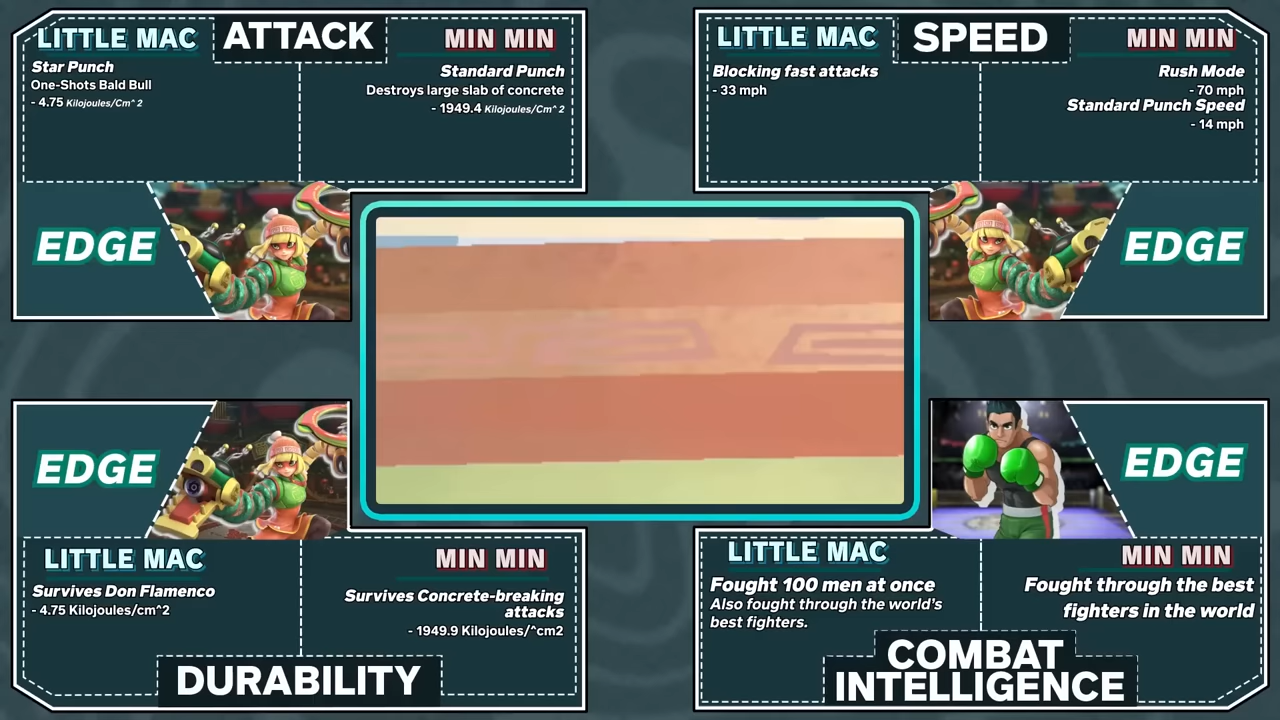 LITTLE MAC
ATTACK
MIN MIN
Star Punch
One-Shots Bald Bull
- 4.75 Kilojoules/Cm^ 2
Standard Punch
Destroys large slab of concrete
- 1949.4 Kilojoules/Cm^ 2
EDGE
LITTLE MAC
SPEED
MIN MIN
Blocking fast attacks
- 33 mph
Rush Mode
- 70 mph
Standard Punch Speed
- 14 mph
EDGE
EDGE
LITTLE MAC
MIN MIN
Survives Don Flamenco
- 4.75 Kilojoules/cm^2
Survives Concrete-breaking
attacks
- 1949.9 Kilojoules/^cm2
DURABILITY
EDGE
LITTLE MAC
MIN MIN
Fought 100 men at once
Also fought through the world's
best fighters.
Fought through the best
fighters in the world
COMBAT
INTELLIGENCE